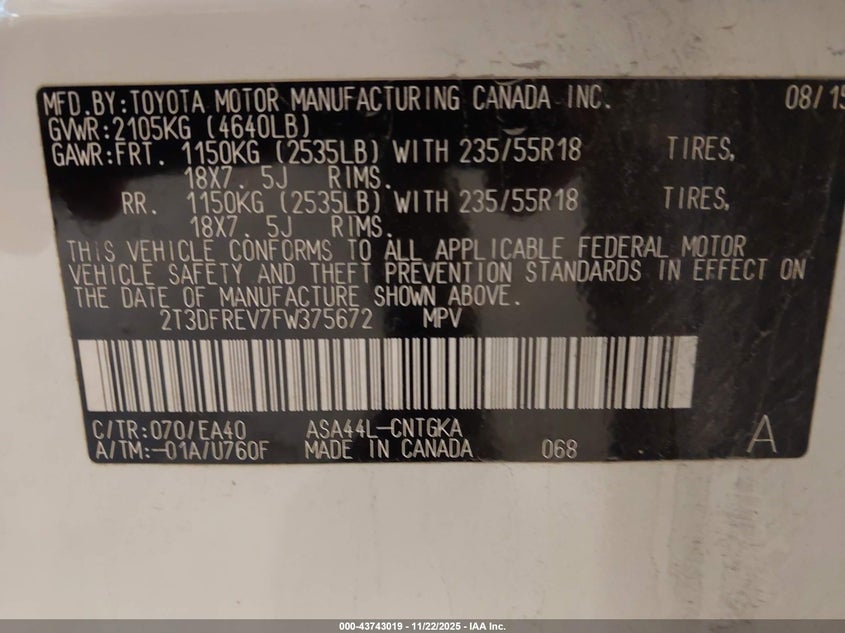 MFD.BY:TOYOTA MOTOR MANUFACTURING CANADA INC. 08/15
GVWR:2105KG (4640LB)
GAWR:FRT. 1150KG (2535LB) WITH 235/55R18 TIRES,
18X7. 5J RIMS.
RR. 1150KG (2535LB) WITH 235/55R18 TIRES,
18X7. 5J RIMS.
THIS VEHICLE CONFORMS TO ALL APPLICABLE FEDERAL MOTOR
VEHICLE SAFETY AND THEFT PREVENTION STANDARDS IN EFFECT ON
THE DATE OF MANUFACTURE SHOWN ABOVE.
2T3DFREV7FW375672 MPV
C/TR:070/EA40 ASA44L-CNTGKA
A/TM:-01A/U760F MADE IN CANADA 068 A
000-43743019 - 11/22/2025 - IAA Inc.